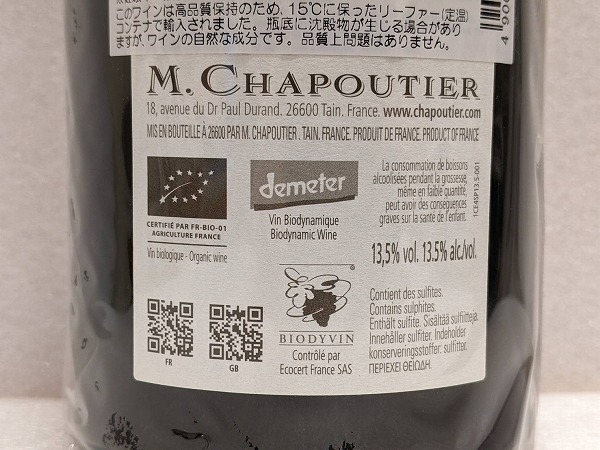 このワインは高品質保持のため、15℃に保ったリーファー(定温)
コンテナで輸入されました。瓶底に沈殿物が生じる場合があり
ますが、ワインの自然な成分です。品質上問題はありません。
4900
M. CHAPOUTIER
18, avenue du Dr Paul Durand. 26600 Tain. France. www.chapoutier.com
MIS EN BOUTEILLE À 26600 PAR M. CHAPOUTIER . TAIN. FRANCE. PRODUIT DE FRANCE. PRODUCT OF FRANCE
CERTIFIÉ PAR FR-BIO-01
AGRICULTURE FRANCE
Vin biologique - Organic wine
demeter
Vin Biodynamique
Biodynamic Wine
La consommation de boissons
alcoolisées pendant la grossesse,
même en faible quantité,
peut avoir des conséquences
graves sur la santé de l'enfant.
1CE4RP13.5-001
13,5% vol. 13.5% alc/vol.
FR
GB
®
BIODYVIN
Contrôlé par
Ecocert France SAS
Contient des sulfites.
Contains sulphites.
Enthält sulfite. Sisältää sulfiitteja.
Innehåller sulfiter. Indeholder
konserveringsstoffer: sulfitter.
ΠΕΡΙΕΧΕΙ ΘΕΙΩΔΗ.